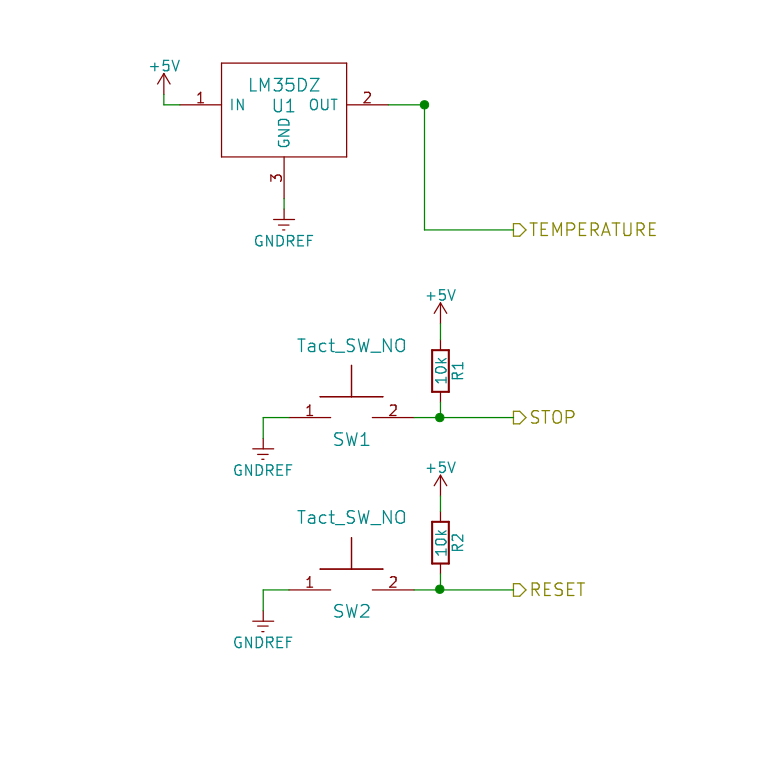 +5V
LM35DZ
1 IN U1 OUT 2
GND
3
GNDREF
TEMPERATURE
+5V
Tact_SW_NO
10k R1
1 2
STOP
SW1
GNDREF
+5V
Tact_SW_NO
10k R2
1 2
RESET
SW2
GNDREF